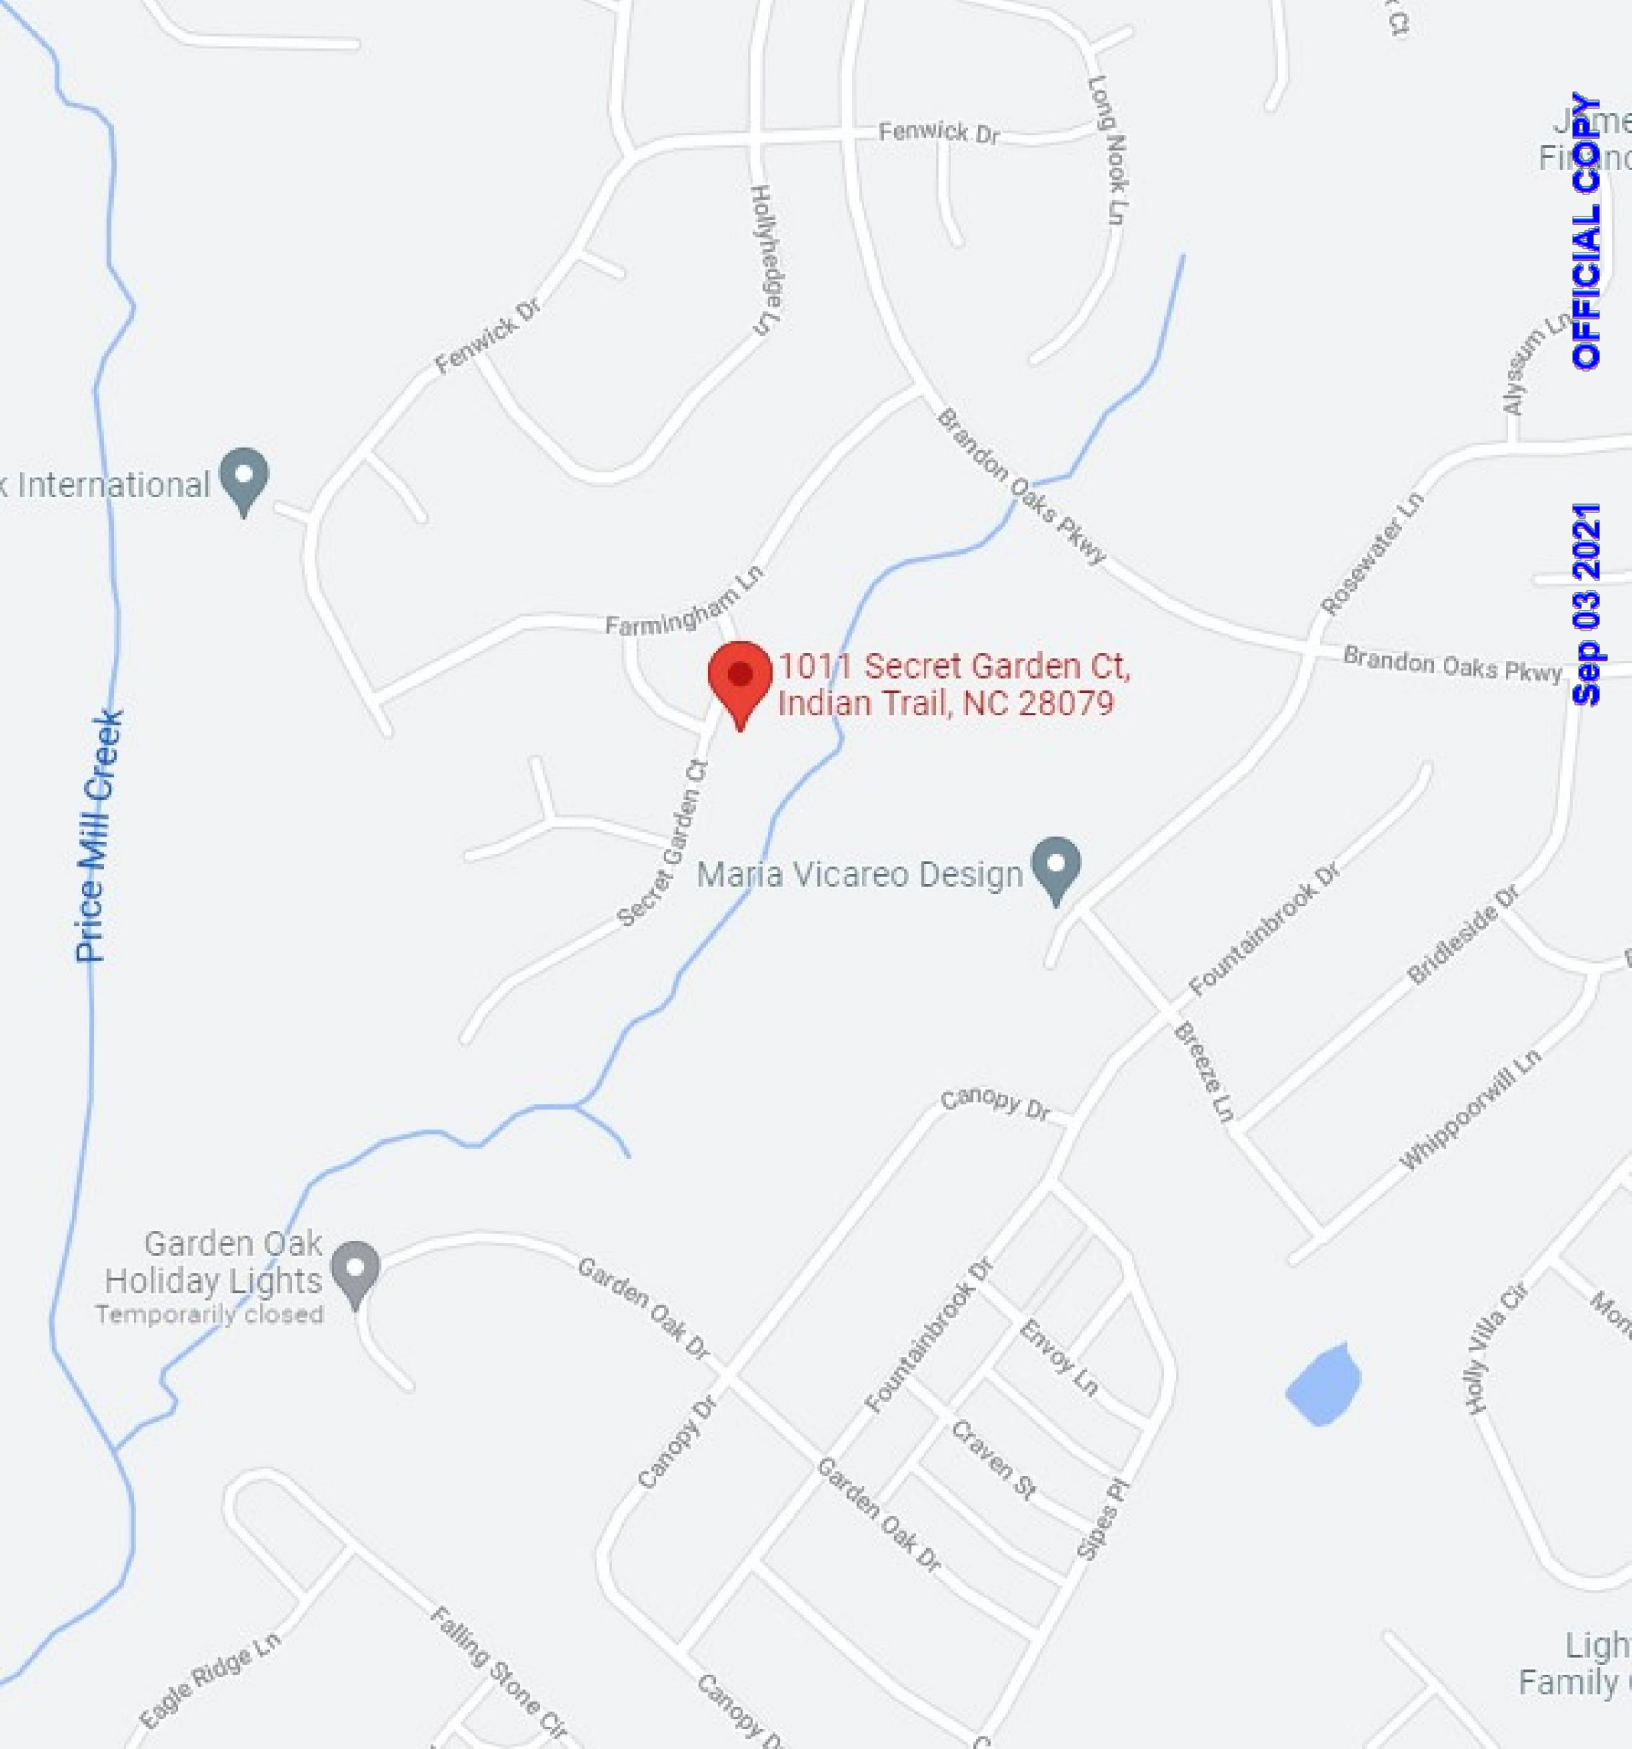 r Ct
OFFICIAL COPY
Fenwick Dr
Long Nook Ln
Hollyhedge Ln
Fenwick Dr
Alyssum Ln
Brandon Oaks Pkwy
k International
Rosewater Ln
Sep 03 2021
Farmingham Ln
Brandon Oaks Pkwy
1011 Secret Garden Ct,
Indian Trail, NC 28079
Price Mill Creek
Secret Garden Ct
Maria Vicareo Design
Fountainbrook Dr
Bridleside Dr
Breeze Ln
Whippoorwill Ln
Canopy Dr
Garden Oak
Holiday Lights
Temporarily closed
Garden Oak Dr
Fountainbrook Dr
Envoy Ln
Holly Villa Cir
Canopy Dr
Craven St
Garden Oak Dr
Sipes Pl
Falling Stone Cir
Eagle Ridge Ln
Canopy Dr
Ligh
Family